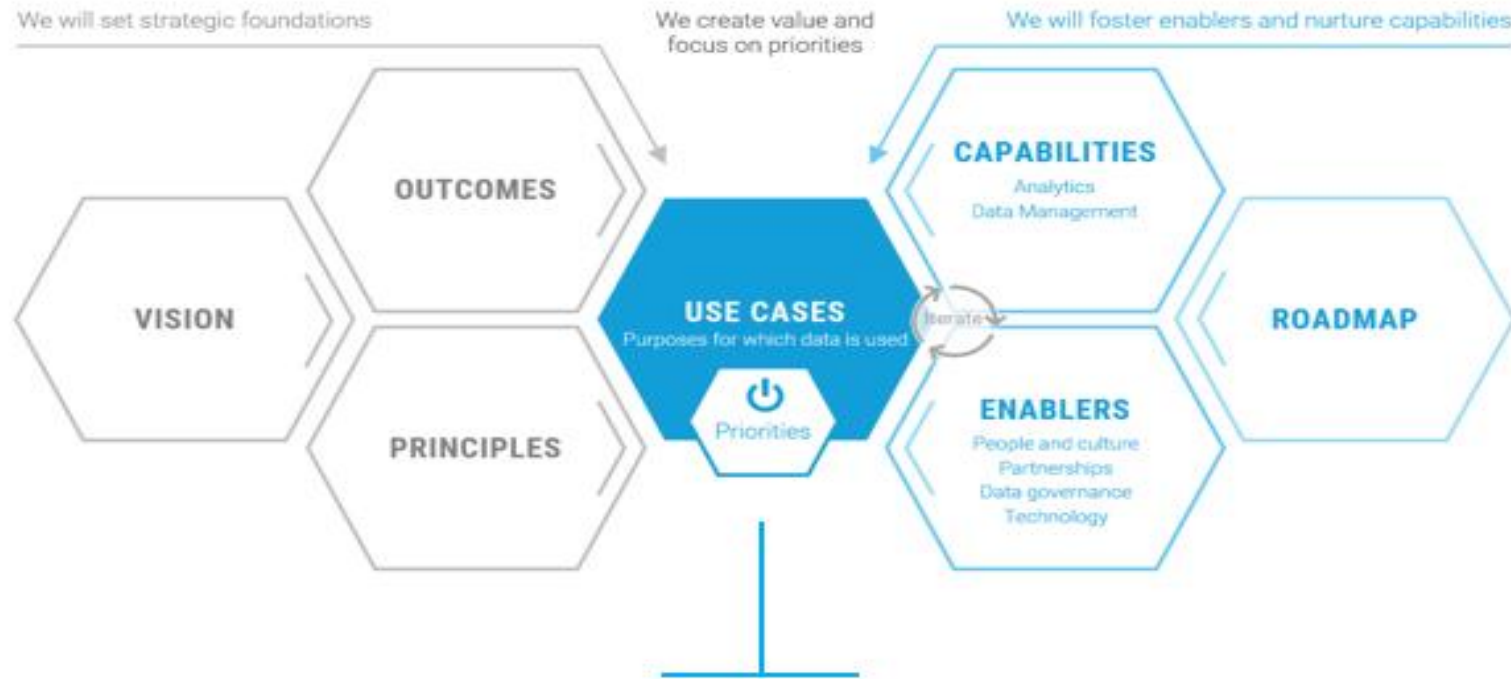 We will set strategic foundations
We create value and
focus on priorities
We will foster enablers and nurture capabilities
OUTCOMES
VISION
PRINCIPLES
USE CASES
Purposes for which data is used
Priorities
Iterate
CAPABILITIES
Analytics
Data Management
ENABLERS
People and culture
Partnerships
Data governance
Technology
ROADMAP